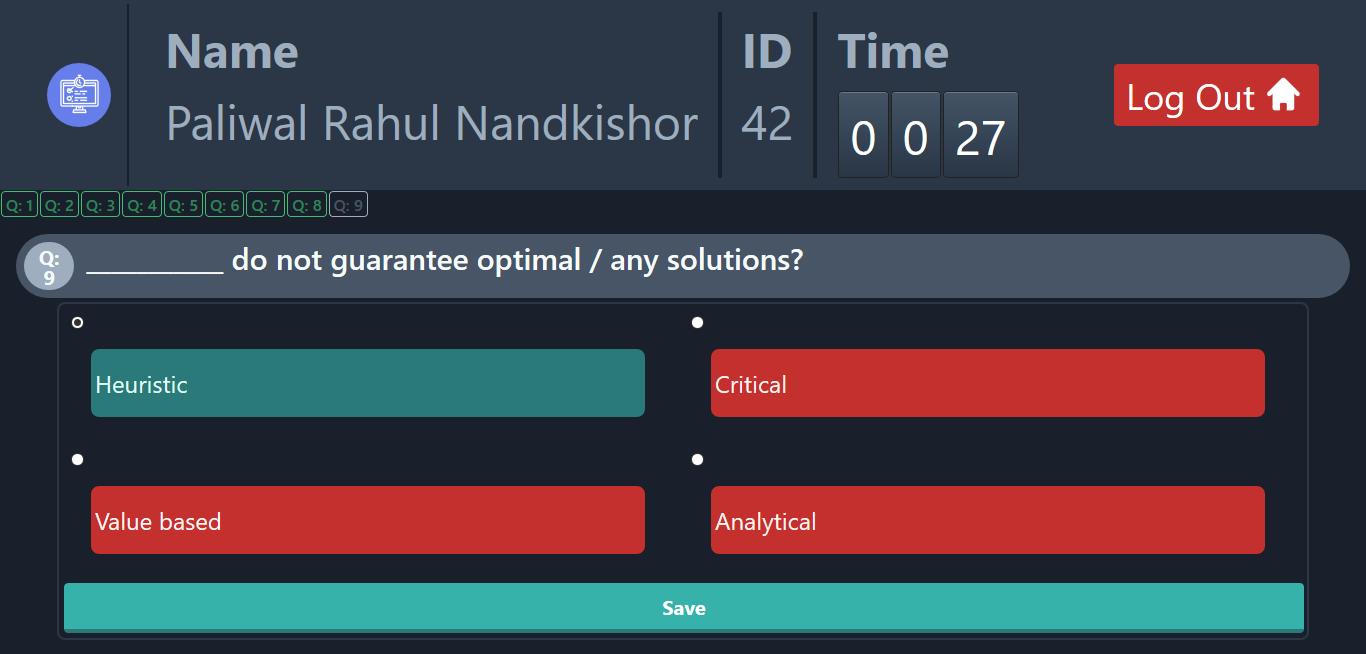 Name
Paliwal Rahul Nandkishor
ID
42
Time
0 0 27
Log Out
Q: 1 Q: 2 Q: 3 Q: 4 Q: 5 Q: 6 Q: 7 Q: 8 Q: 9
Q: 9
___________ do not guarantee optimal / any solutions?
Heuristic
Critical
Value based
Analytical
Save